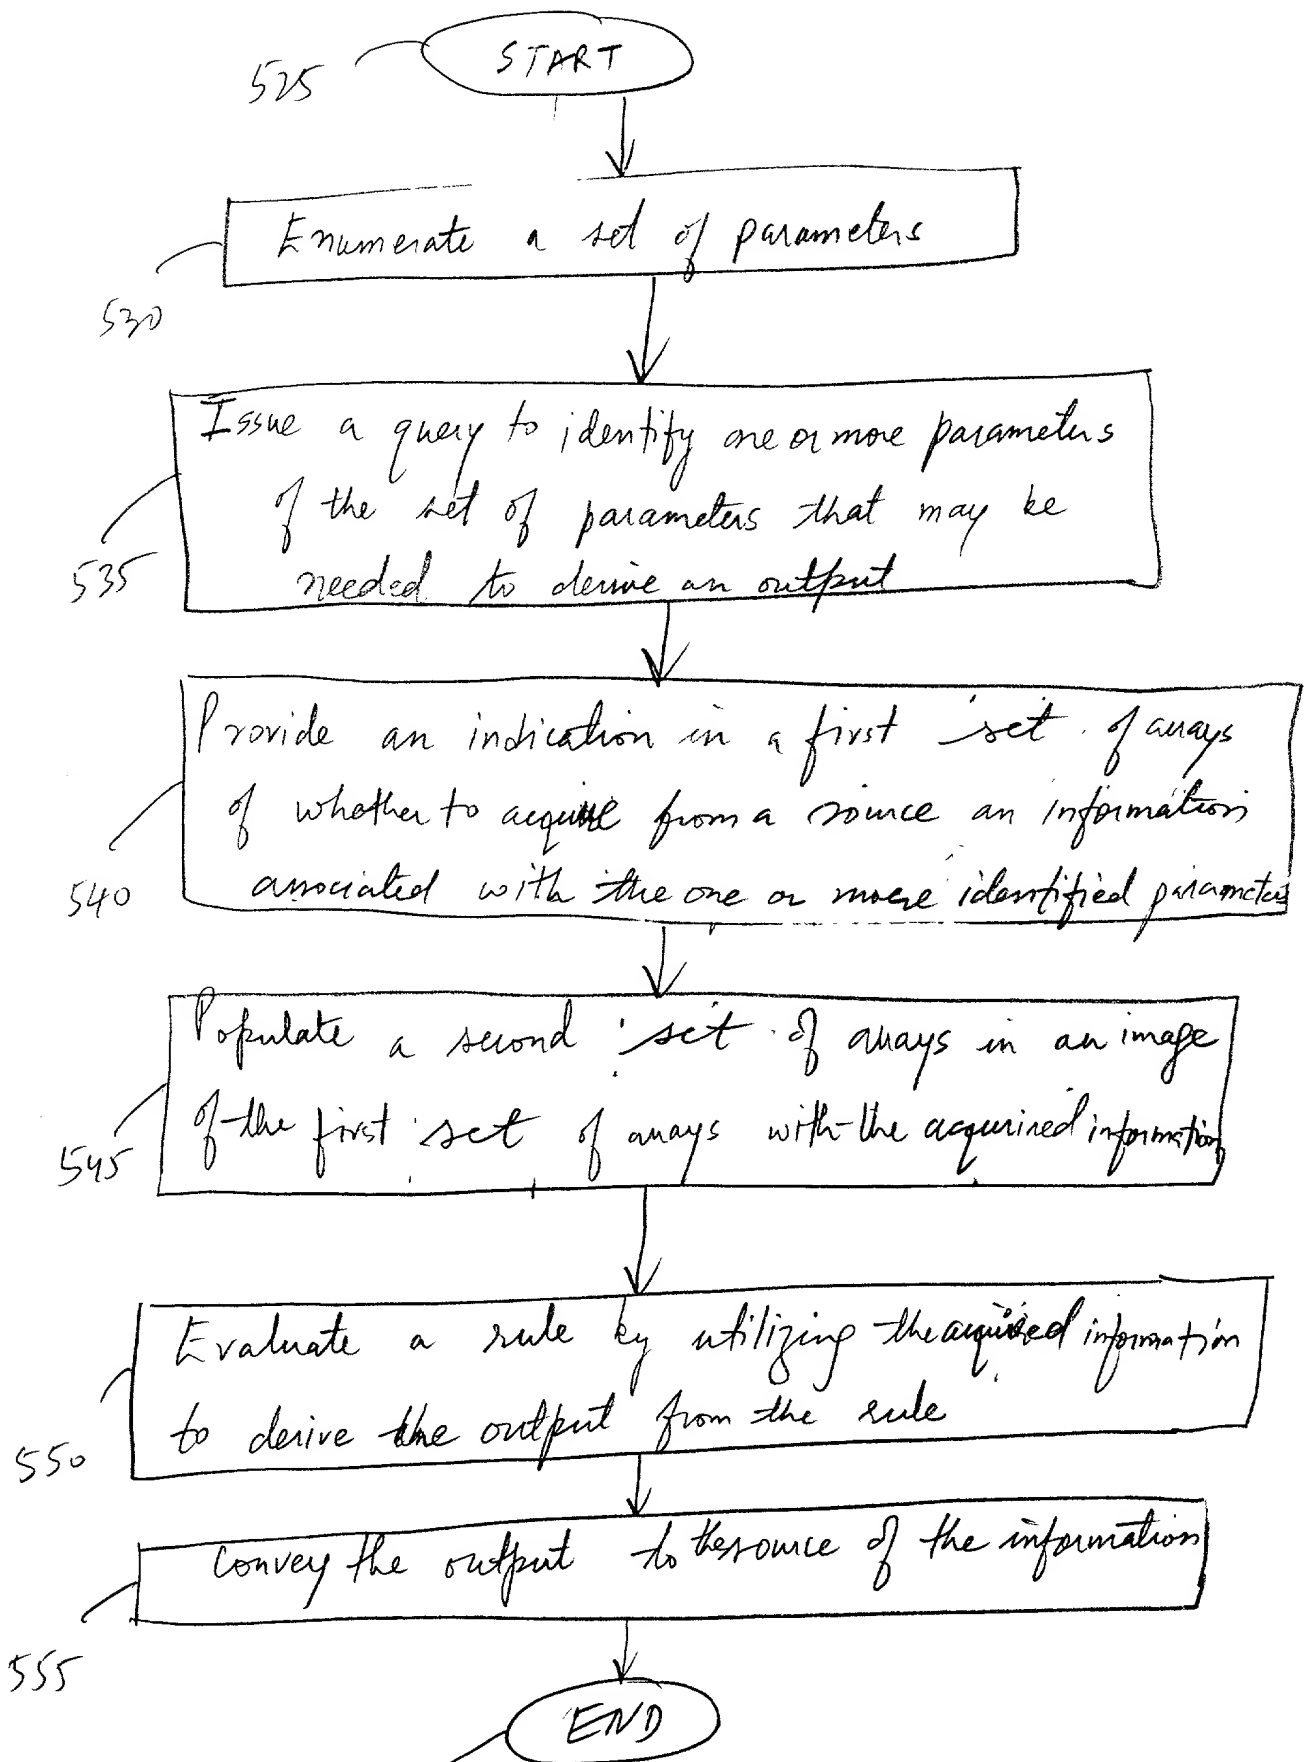 START
525
Enumerate a set of parameters
530
Issue a query to identify one or more parameters
of the set of parameters that may be
needed to derive an output
535
Provide an indication in a first set of arrays
of whether to acquire from a source an information
associated with the one or more identified parameters
540
Populate a second set of arrays in an image
of the first set of arrays with the acquired information
545
Evaluate a rule by utilizing the acquired information
to derive the output from the rule
550
Convey the output to the source of the information
555
END